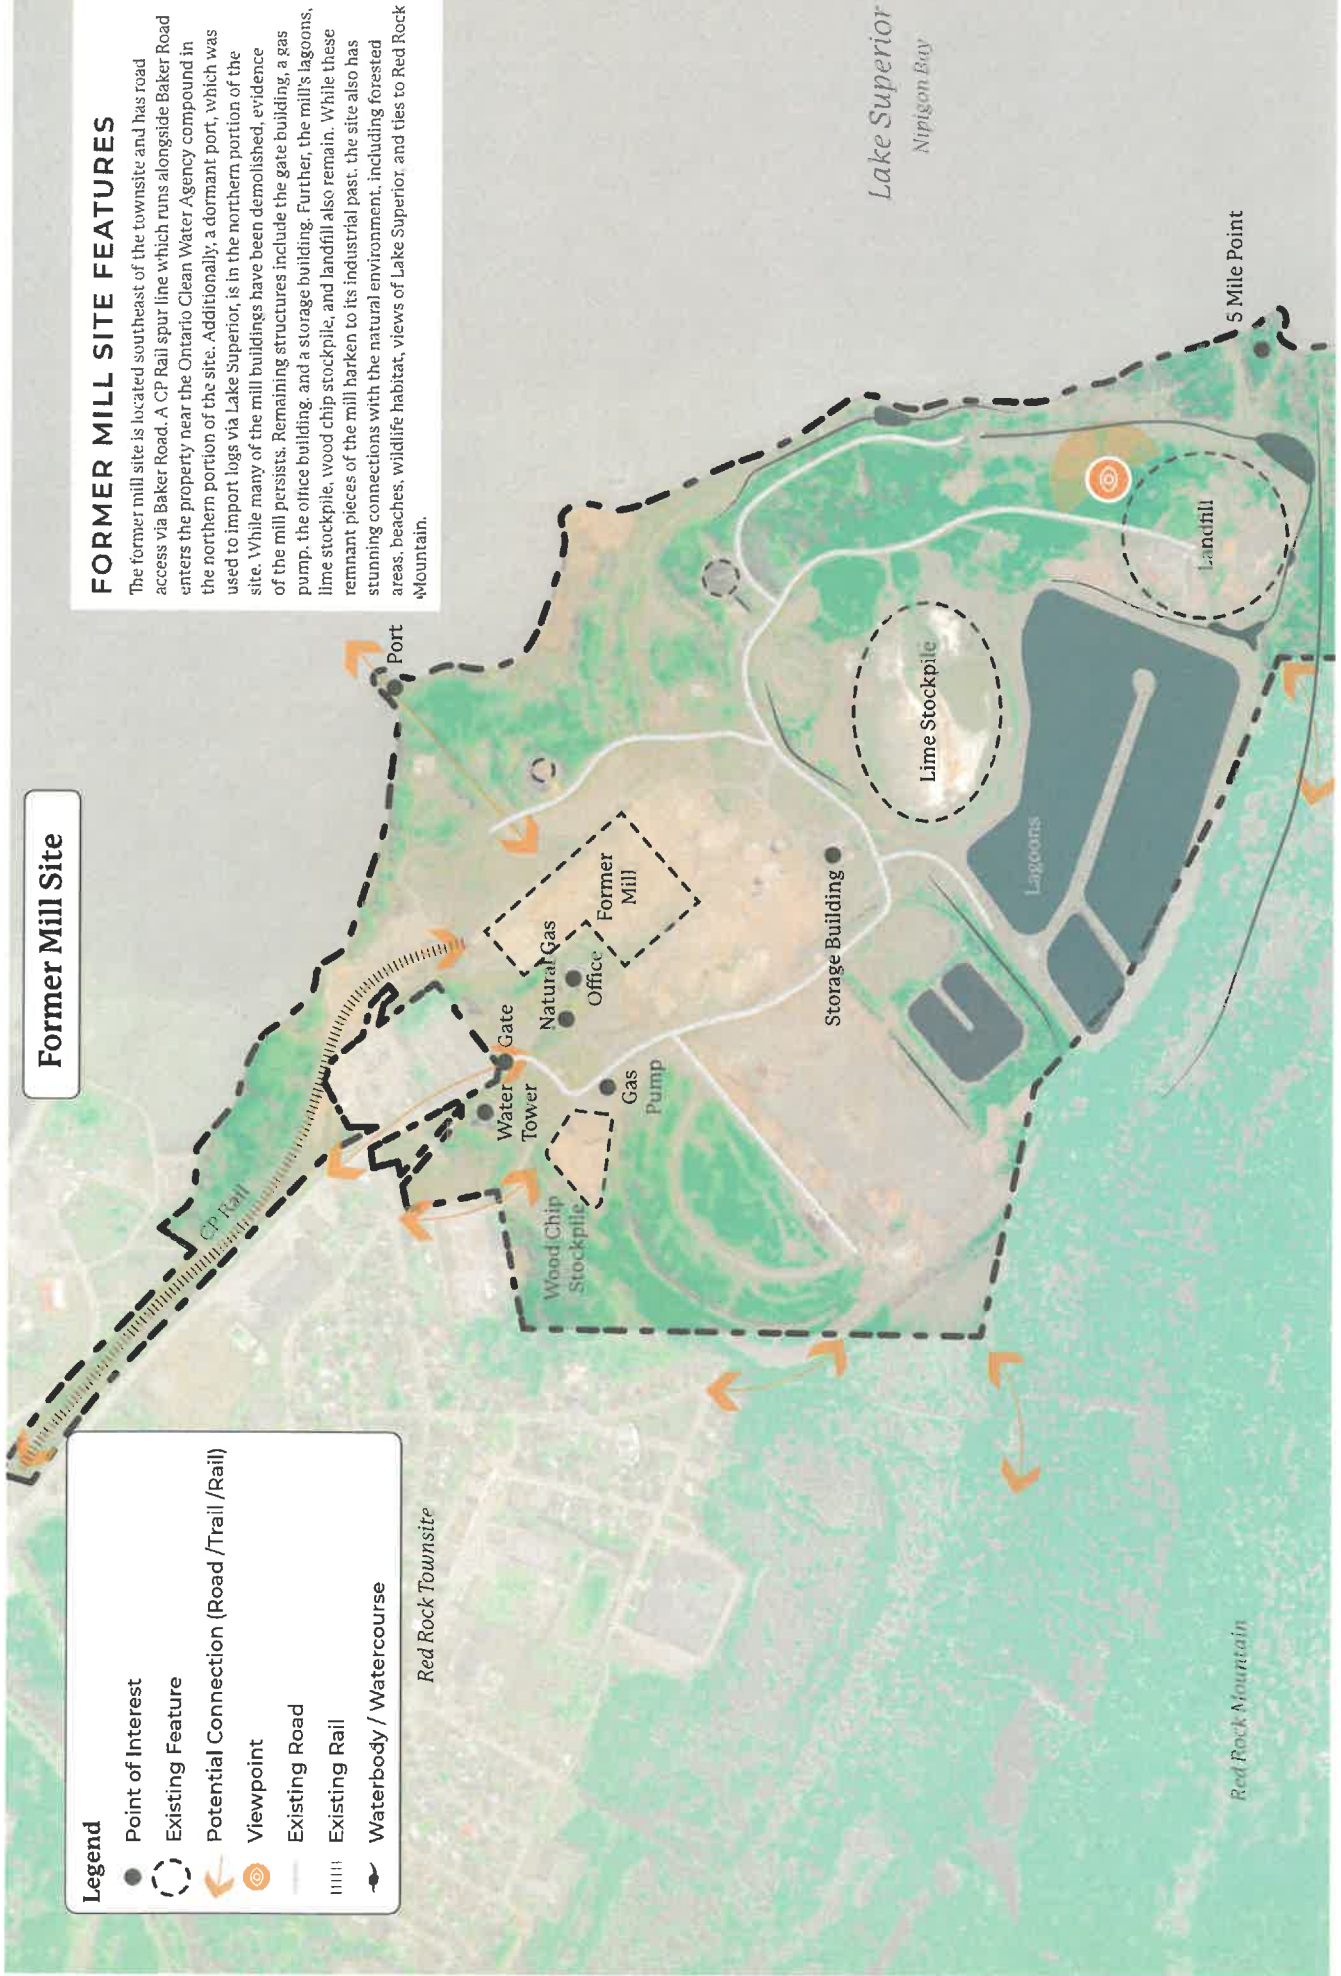 Former Mill Site
FORMER MILL SITE FEATURES
The former mill site is located southeast of the townsite and has road
access via Baker Road. A CP Rail spur line which runs alongside Baker Road
enters the property near the Ontario Clean Water Agency compound in
the northern portion of the site. Additionally, a dormant port, which was
used to import logs via Lake Superior, is in the northern portion of the
site. While many of the mill buildings have been demolished, evidence
of the mill persists. Remaining structures include the gate building, a gas
pump, the office building, and a storage building. Further, the mill's lagoons,
lime stockpile, wood chip stockpile, and landfill also remain. While these
remnant pieces of the mill harken to its industrial past, the site also has
stunning connections with the natural environment, including forested
areas, beaches, wildlife habitat, views of Lake Superior, and ties to Red Rock
Mountain.
Legend
Point of Interest
Existing Feature
Potential Connection (Road /Trail /Rail)
Viewpoint
Existing Road
Existing Rail
Waterbody / Watercourse
CP Rail
Port
Red Rock Townsite
Water
Tower
Gate
Natural Gas
Office
Former
Mill
Wood Chip
Stockpile
Gas
Pump
Storage Building
Lime Stockpile
Lagoons
Landfill
Lake Superior
Nipigon Bay
5 Mile Point
Red Rock Mountain